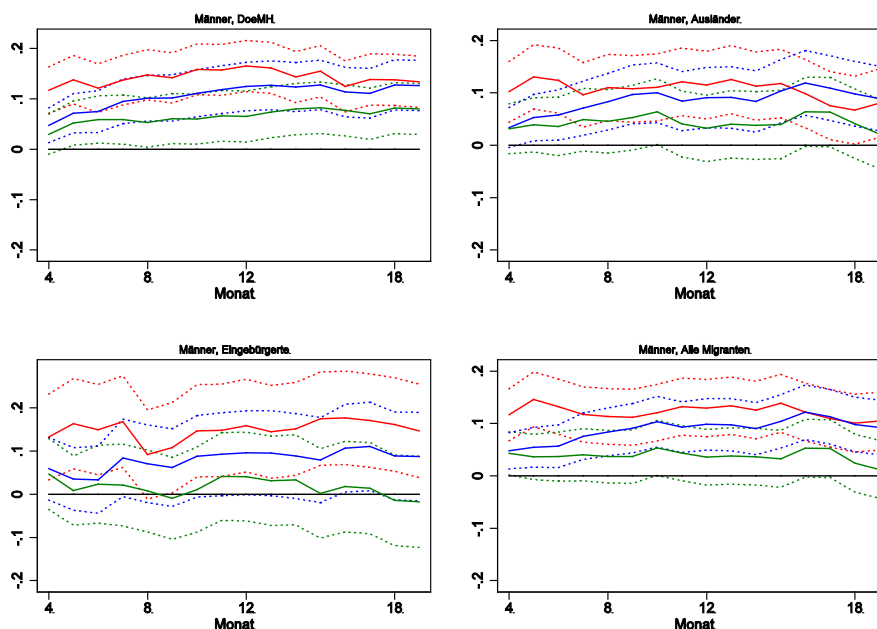 Männer, DoeMH.
.2
.1
0
-.1
-.2
4. 8. 12. 18.
Monat
Männer, Ausländer.
.2
.1
0
-.1
-.2
4. 8. 12. 18.
Monat
Männer, Eingebürgerte.
.2
.1
0
-.1
-.2
4. 8. 12. 18.
Monat
Männer, Alle Migranten.
.2
.1
0
-.1
-.2
4. 8. 12. 18.
Monat